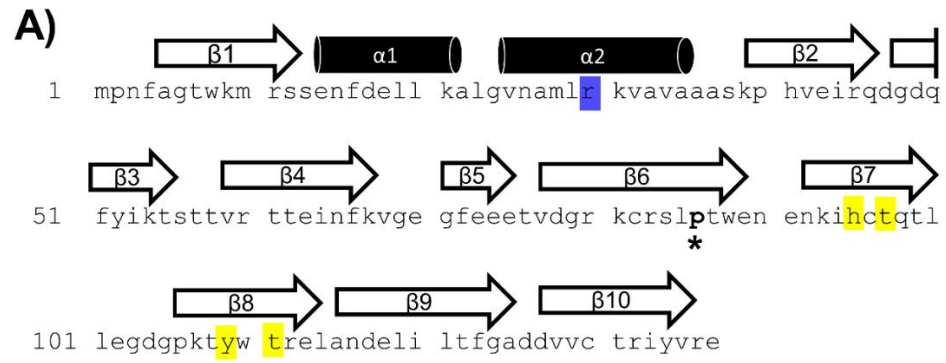 A)
β1 α1 α2 β2
1 mpnfagtwkm rssenfdell kalgvnamlr kvavaaaskp hveirqdgdq
β3 β4 β5 β6 β7
51 fyiktsttvr tteinfkvge gfeeetvdgr kcrslptwen enkihctqtl
*
β8 β9 β10
101 legdgpktyw trelandeli ltfgaddvvc triyvre